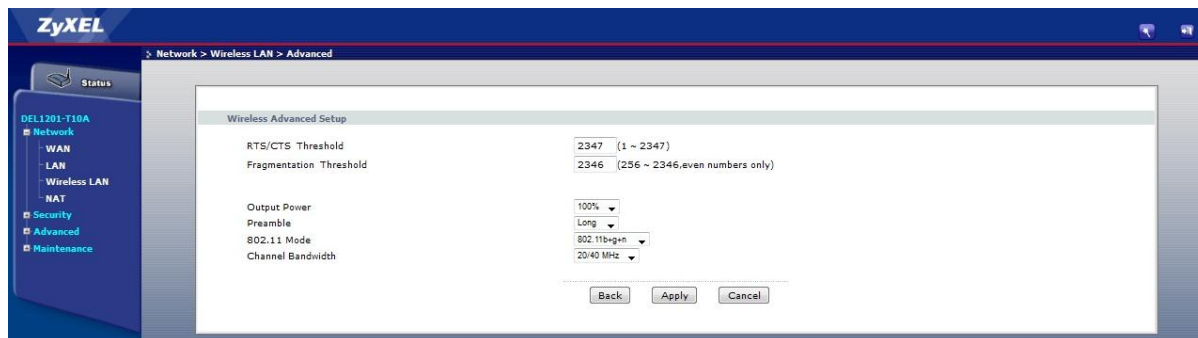 ZyXEL
Network > Wireless LAN > Advanced
Status
DEL1201-T10A
Network
WAN
LAN
Wireless LAN
NAT
Security
Advanced
Maintenance
Wireless Advanced Setup
RTS/CTS Threshold 2347 (1 ~ 2347)
Fragmentation Threshold 2346 (256 ~ 2346,even numbers only)
Output Power 100%
Preamble Long
802.11 Mode 802.11b+g+n
Channel Bandwidth 20/40 MHz
Back Apply Cancel